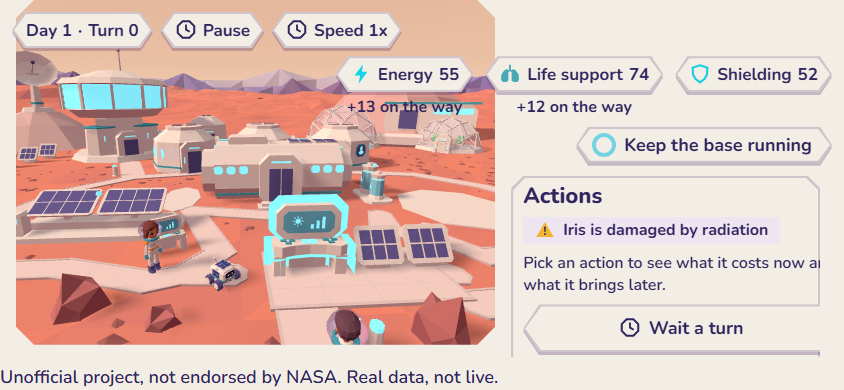 Day 1 · Turn 0
Pause
Speed 1x
Energy 55
Life support 74
Shielding 52
+13 on the way
+12 on the way
Keep the base running
Actions
Iris is damaged by radiation
Pick an action to see what it costs now
what it brings later.
Wait a turn
Unofficial project, not endorsed by NASA. Real data, not live.